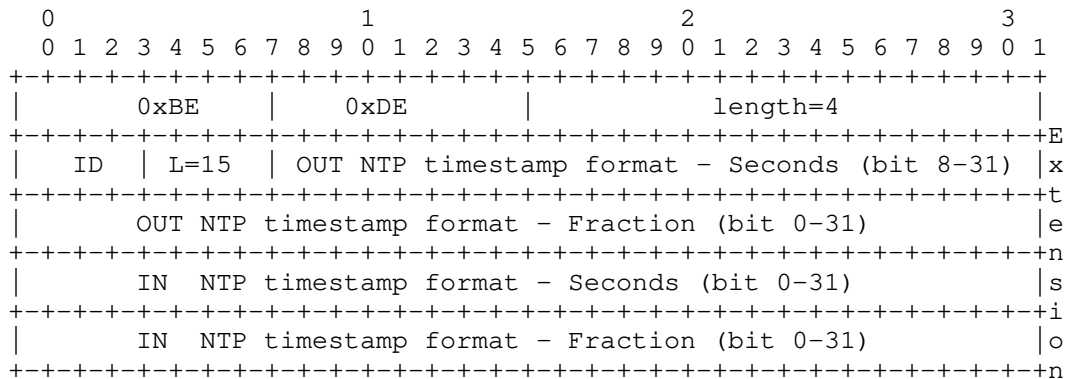 0                   1                   2                   3
 0 1 2 3 4 5 6 7 8 9 0 1 2 3 4 5 6 7 8 9 0 1 2 3 4 5 6 7 8 9 0 1
+-+-+-+-+-+-+-+-+-+-+-+-+-+-+-+-+-+-+-+-+-+-+-+-+-+-+-+-+-+-+-+-+
|       0xBE    |    0xDE       |           length=4            |
+-+-+-+-+-+-+-+-+-+-+-+-+-+-+-+-+-+-+-+-+-+-+-+-+-+-+-+-+-+-+-+-+E
|   ID  | L=15  | OUT NTP timestamp format - Seconds (bit 8-31) |x
+-+-+-+-+-+-+-+-+-+-+-+-+-+-+-+-+-+-+-+-+-+-+-+-+-+-+-+-+-+-+-+-+t
|       OUT NTP timestamp format - Fraction (bit 0-31)          |e
+-+-+-+-+-+-+-+-+-+-+-+-+-+-+-+-+-+-+-+-+-+-+-+-+-+-+-+-+-+-+-+-+n
|       IN  NTP timestamp format - Seconds (bit 0-31)           |s
+-+-+-+-+-+-+-+-+-+-+-+-+-+-+-+-+-+-+-+-+-+-+-+-+-+-+-+-+-+-+-+-+i
|       IN  NTP timestamp format - Fraction (bit 0-31)          |o
+-+-+-+-+-+-+-+-+-+-+-+-+-+-+-+-+-+-+-+-+-+-+-+-+-+-+-+-+-+-+-+-+n